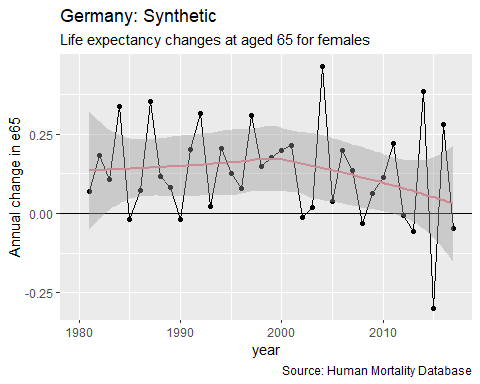 Germany: Synthetic
Life expectancy changes at aged 65 for females
Annual change in e65
0.25
0.00
-0.25
1980 1990 2000 2010
year
Source: Human Mortality Database